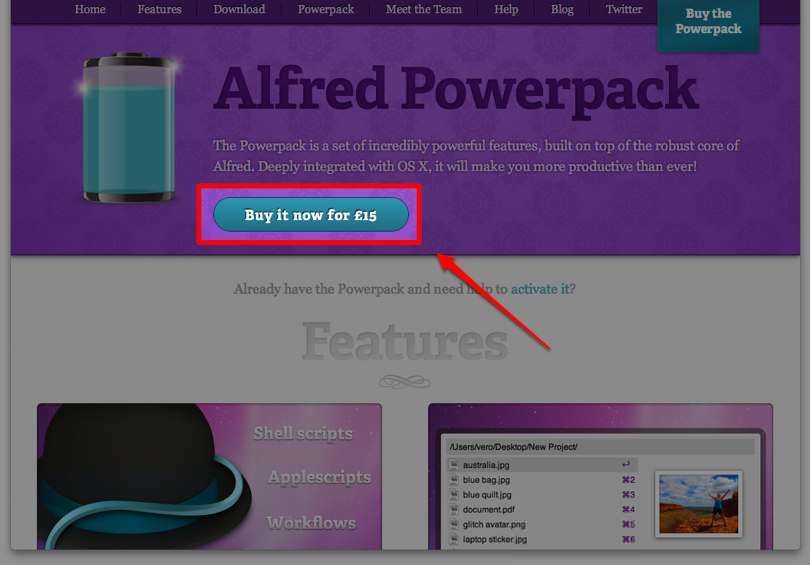 Home Features Download Powerpack Meet the Team Help Blog Twitter
Buy the
Powerpack
Alfred Powerpack
The Powerpack is a set of incredibly powerful features, built on top of the robust core of
Alfred. Deeply integrated with OS X, it will make you more productive than ever!
Buy it now for £15
Already have the Powerpack and need help to activate it?
Features
Shell scripts
Applescripts
Workflows
/Users/vero/Desktop/New Project/
australia.jpg ↵
blue bag.jpg ⌘2
blue quilt.jpg ⌘3
document.pdf ⌘4
glitch avatar.png ⌘5
laptop sticker.jpg ⌘6